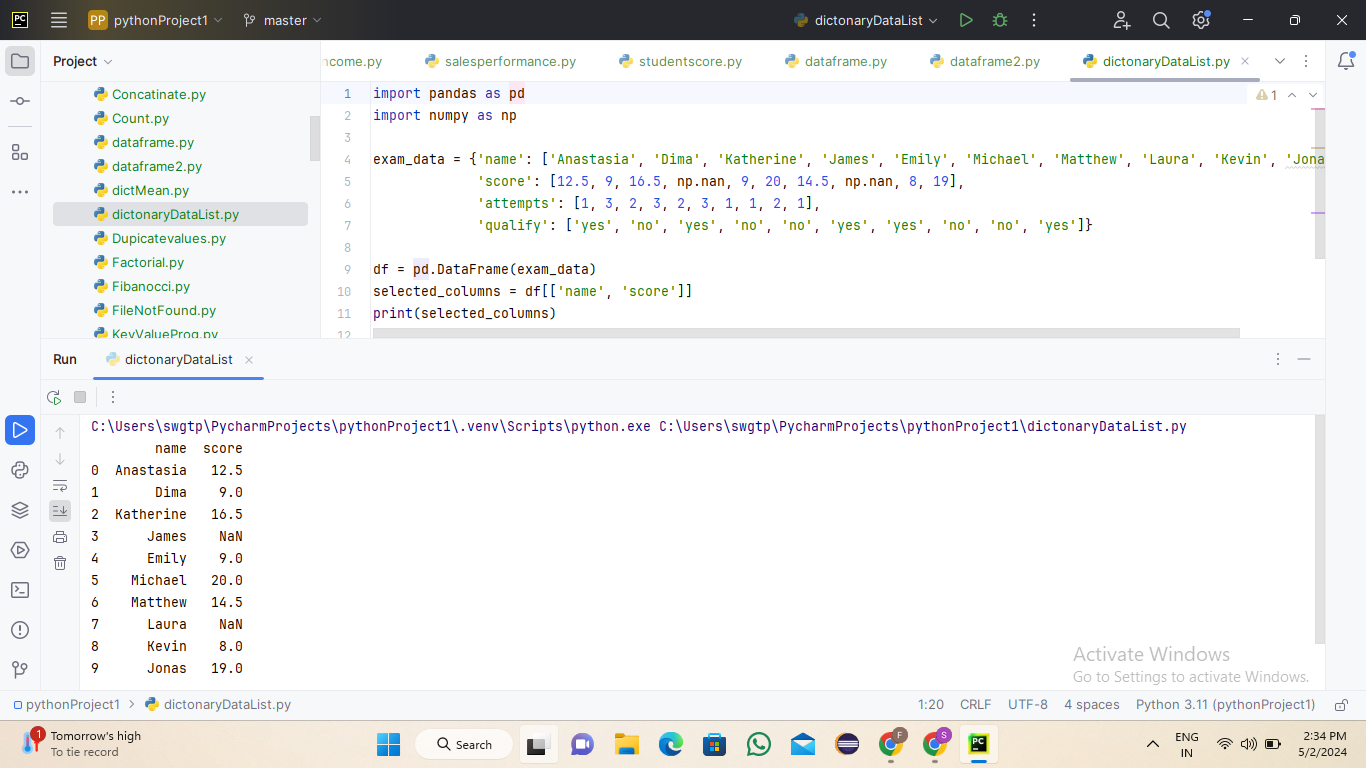 PC PP pythonProject1 master dictonaryDataList
Project
ncome.py salesperformance.py studentscore.py dataframe.py dataframe2.py dictonaryDataList.py
Concatinate.py
Count.py
dataframe.py
dataframe2.py
dictMean.py
dictonaryDataList.py
Dupicatevalues.py
Factorial.py
Fibanocci.py
FileNotFound.py
KeyValueProg.py
1 import pandas as pd
1
2 import numpy as np
3
4 exam_data = {'name': ['Anastasia', 'Dima', 'Katherine', 'James', 'Emily', 'Michael', 'Matthew', 'Laura', 'Kevin', 'Jona
5 'score': [12.5, 9, 16.5, np.nan, 9, 20, 14.5, np.nan, 8, 19],
6 'attempts': [1, 3, 2, 3, 2, 3, 1, 1, 2, 1],
7 'qualify': ['yes', 'no', 'yes', 'no', 'no', 'yes', 'yes', 'no', 'no', 'yes']}
8
9 df = pd.DataFrame(exam_data)
10 selected_columns = df[['name', 'score']]
11 print(selected_columns)
12
Run dictonaryDataList
C:\Users\swgtp\PycharmProjects\pythonProject1\.venv\Scripts\python.exe C:\Users\swgtp\PycharmProjects\pythonProject1\dictonaryDataList.py
name score
0 Anastasia 12.5
1 Dima 9.0
2 Katherine 16.5
3 James NaN
4 Emily 9.0
5 Michael 20.0
6 Matthew 14.5
7 Laura NaN
8 Kevin 8.0
9 Jonas 19.0
Activate Windows
Go to Settings to activate Windows.
pythonProject1 > dictonaryDataList.py 1:20 CRLF UTF-8 4 spaces Python 3.11 (pythonProject1)
1 Tomorrow's high
To tie record
Search
F
S
PC
ENG
IN
2:34 PM
5/2/2024